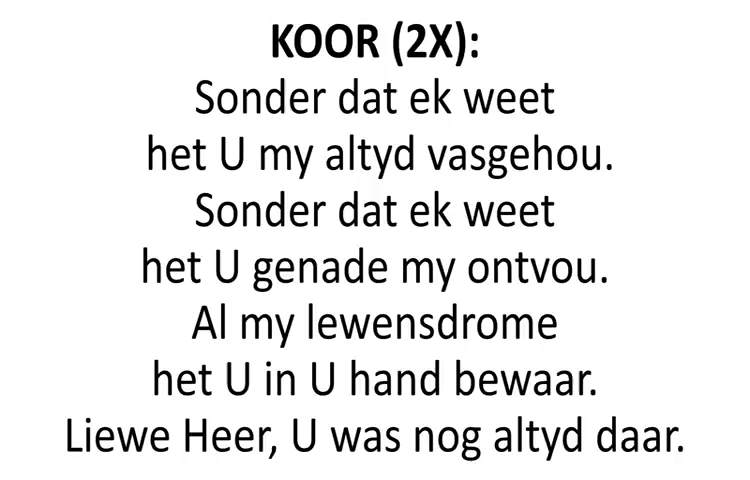 KOOR (2X):
Sonder dat ek weet
het U my altyd vasgehou.
Sonder dat ek weet
het U genade my ontvou.
Al my lewensdrome
het U in U hand bewaar.
Liewe Heer, U was nog altyd daar.